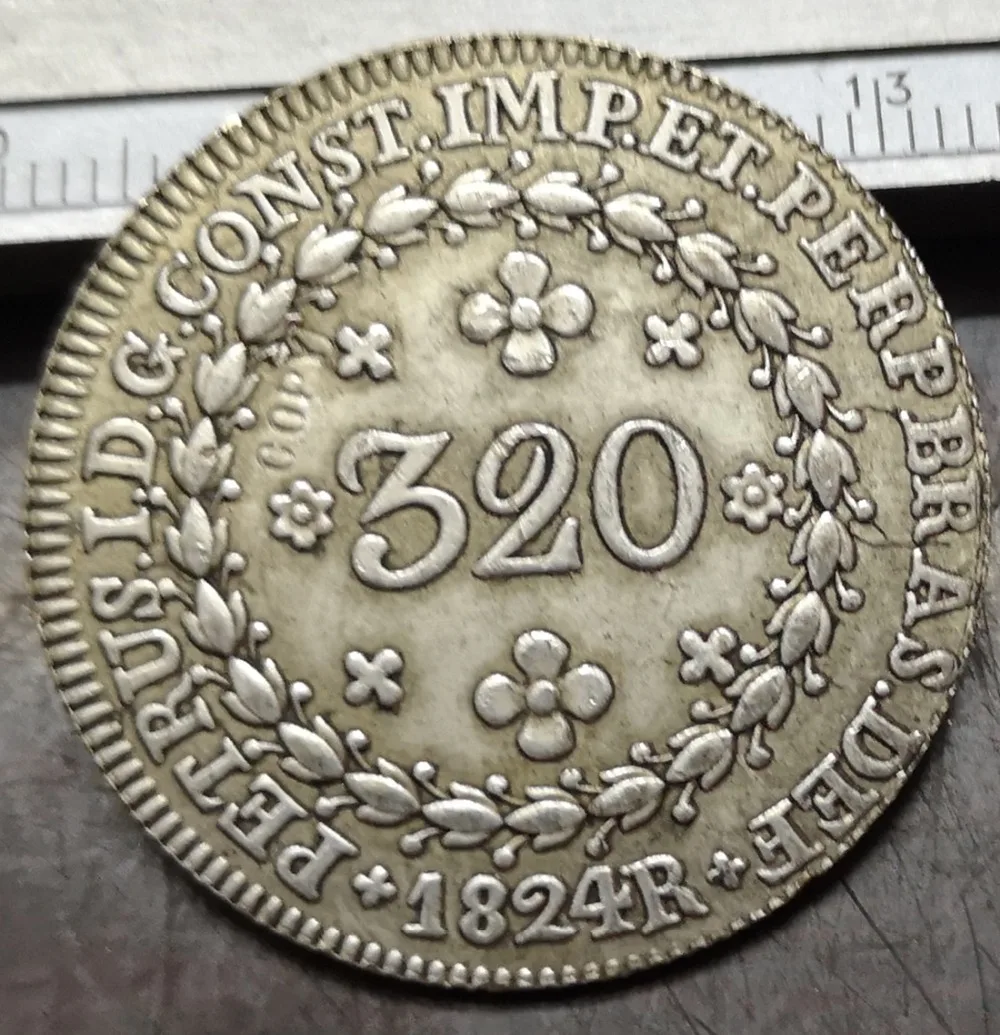 PETRUS.I.D.G.CONST.IMP.ET.PERP.BRAS.DEF
1824R
320
COPY
13